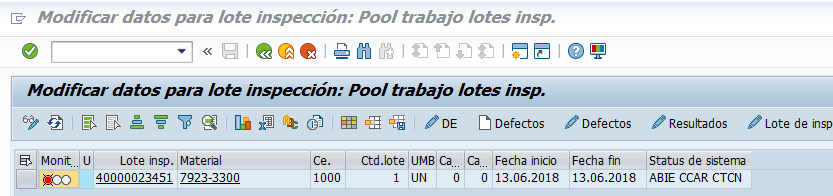 Modificar datos para lote inspección: Pool trabajo lotes insp.
Modificar datos para lote inspección: Pool trabajo lotes insp.
DE Defectos Defectos Resultados Lote de insp
Monit... U Lote insp. Material Ce. Ctd.lote UMB Ca... Ca... Fecha inicio Fecha fin Status de sistema
40000023451 7923-3300 1000 1 UN 0 0 13.06.2018 13.06.2018 ABIE CCAR CTCN